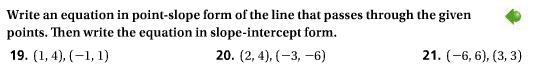 Write an equation in point-slope form of the line that passes through the given
points. Then write the equation in slope-intercept form.
19. (1, 4), (−1, 1) 20. (2, 4), (−3, −6) 21. (−6, 6), (3, 3)